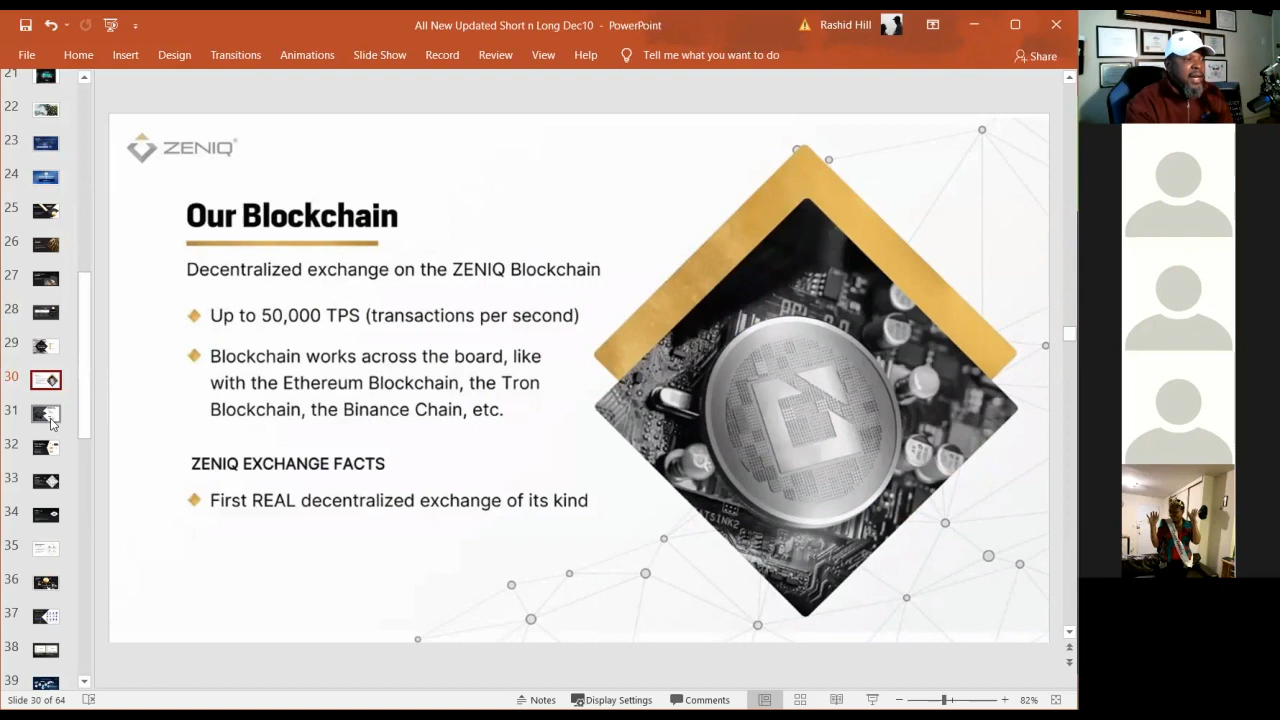 All New Updated Short n Long Dec10 - PowerPoint
Rashid Hill
File Home Insert Design Transitions Animations Slide Show Record Review View Help Tell me what you want to do
Share
21
22
23
24
25
26
27
28
29
30
31
32
33
34
35
36
37
38
39
ZENIQ®
Our Blockchain
Decentralized exchange on the ZENIQ Blockchain
Up to 50,000 TPS (transactions per second)
Blockchain works across the board, like
with the Ethereum Blockchain, the Tron
Blockchain, the Binance Chain, etc.
ZENIQ EXCHANGE FACTS
First REAL decentralized exchange of its kind
Slide 30 of 64
Notes Display Settings Comments
82%